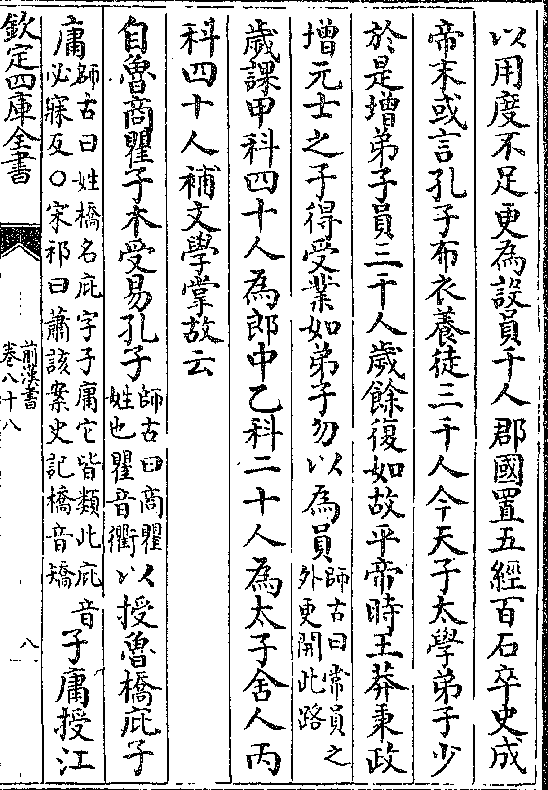 以用度不足更為設員千人郡國置五經百石卒史成
帝末或言孔子布衣養徒三千人今天子太學弟子少
於是增弟子員三千人歲餘復如故平帝時王莽秉政
增元士之子得受業如弟子勿以為員師古曰常員之外更開此路
歲課甲科四十人為郎中乙科二十人為太子舍人丙
科四十人補文學掌故云
自魯商瞿子木受易孔子師古曰商瞿姓也瞿音衢以授魯橋庇子
庸師古曰姓橋名庇字子庸它皆類此庇音必寐反○宋祁曰蕭該案史記橋音矯子庸授江
欽定四庫全書
前漢書
卷八十八
八